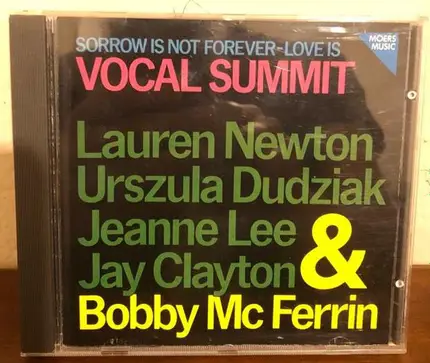 SORROW IS NOT FOREVER-LOVE IS
MOERS
MUSIC
VOCAL SUMMIT
Lauren Newton
Urszula Dudziak
Jeanne Lee
Jay Clayton &
Bobby Mc Ferrin